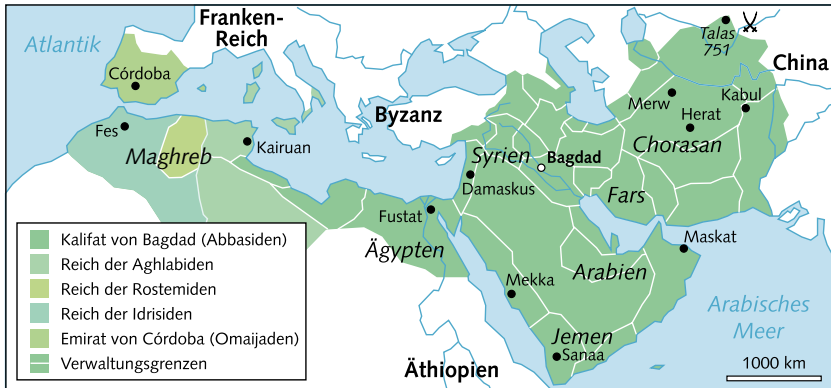 Franken-
Reich
Atlantik
Talas
751
China
Córdoba
Merw
Kabul
Herat
Byzanz
Chorasan
Fes
Maghreb
Kairuan
Syrien
Bagdad
Damaskus
Fars
Fustat
Ägypten
Maskat
Mekka
Arabien
Arabisches
Meer
Jemen
Sanaa
Äthiopien
1000 km
Kalifat von Bagdad (Abbasiden)
Reich der Aghlabiden
Reich der Rostemiden
Reich der Idrisiden
Emirat von Córdoba (Omaijaden)
Verwaltungsgrenzen